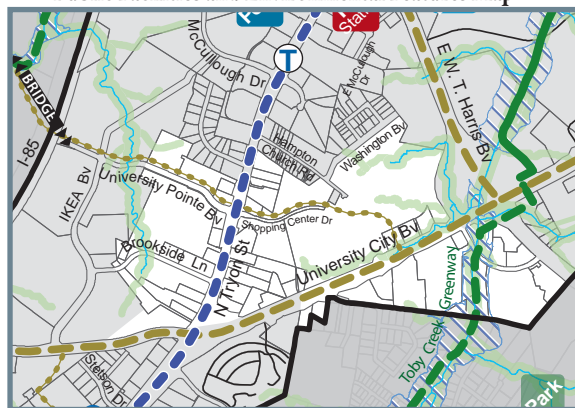 McCullough Dr
E McCullough
Dr
E. W. T. Harris Bv
T
BRIDGE
I-85
IKEA Bv
Hampton
Church Rd
Washington Bv
University Pointe Bv
Shopping Center Dr
Brookside Ln
N Tryon St
University City Bv
Toby Creek Greenway
Stetson Dr
Park